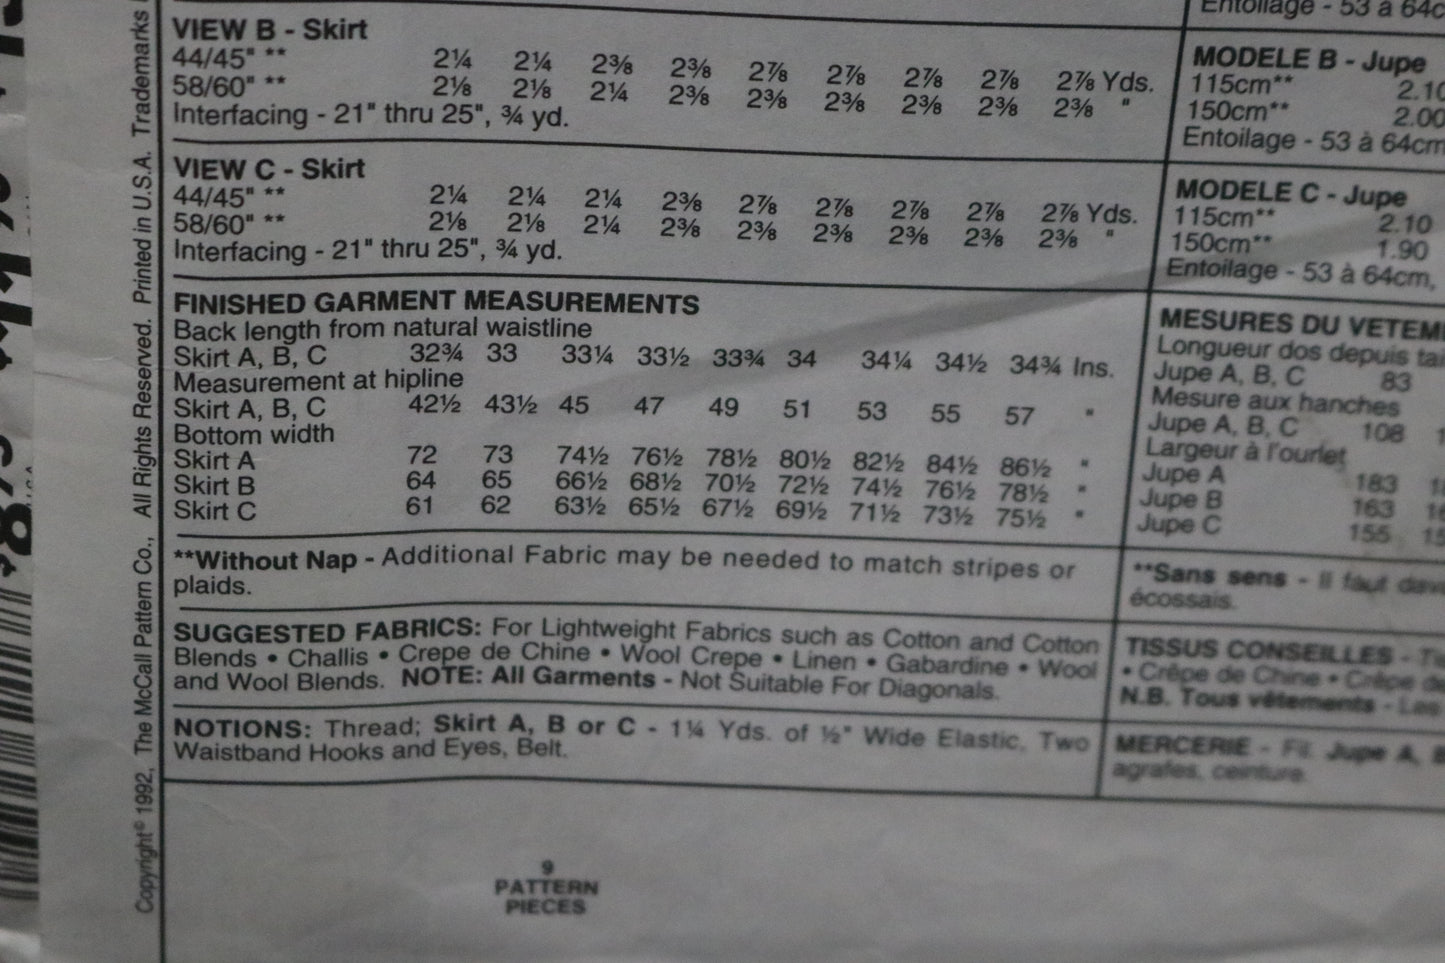 VIEW B - Skirt
44/45" ** 2¼ 2¼ 2⅜ 2⅜ 2⅞ 2⅞ 2⅞ 2⅞ 2⅞ Yds.
58/60" ** 2⅛ 2⅛ 2¼ 2⅜ 2⅜ 2⅜ 2⅜ 2⅜ 2⅜ "
Interfacing - 21" thru 25", ¾ yd.
VIEW C - Skirt
44/45" ** 2¼ 2¼ 2¼ 2⅜ 2⅞ 2⅞ 2⅞ 2⅞ 2⅞ Yds.
58/60" ** 2⅛ 2⅛ 2¼ 2⅜ 2⅜ 2⅜ 2⅜ 2⅜ 2⅜ "
Interfacing - 21" thru 25", ¾ yd.
FINISHED GARMENT MEASUREMENTS
Back length from natural waistline
Skirt A, B, C 32¾ 33 33¼ 33½ 33¾ 34 34¼ 34½ 34¾ Ins.
Measurement at hipline
Skirt A, B, C 42½ 43½ 45 47 49 51 53 55 57 "
Bottom width
Skirt A 72 73 74½ 76½ 78½ 80½ 82½ 84½ 86½ "
Skirt B 64 65 66½ 68½ 70½ 72½ 74½ 76½ 78½ "
Skirt C 61 62 63½ 65½ 67½ 69½ 71½ 73½ 75½ "
**Without Nap - Additional Fabric may be needed to match stripes or
plaids.
SUGGESTED FABRICS: For Lightweight Fabrics such as Cotton and Cotton
Blends • Challis • Crepe de Chine • Wool Crepe • Linen • Gabardine • Wool
and Wool Blends. NOTE: All Garments - Not Suitable For Diagonals.
NOTIONS: Thread; Skirt A, B or C - 1¼ Yds. of ½" Wide Elastic, Two
Waistband Hooks and Eyes, Belt.
9
PATTERN
PIECES
Entoilage - 53 à 64c
MODELE B - Jupe
115cm** 2.10
150cm** 2.00
Entoilage - 53 à 64cm
MODELE C - Jupe
115cm** 2.10
150cm** 1.90
Entoilage - 53 à 64cm,
MESURES DU VETEM
Longueur dos depuis tai
Jupe A, B, C 83
Mesure aux hanches
Jupe A, B, C 108
Largeur à l'ourlet
Jupe A 183
Jupe B 163
Jupe C 155
**Sans sens - Il faut
écossais.
TISSUS CONSEILLES
• Crêpe de Chine • Crêpe de
N.B. Tous vêtements - Les
MERCERIE - Fil. Jupe A, B
agrafes, ceinture.
Copyright© 1992, The McCall Pattern Co., All Rights Reserved. Printed in U.S.A. Trademarks